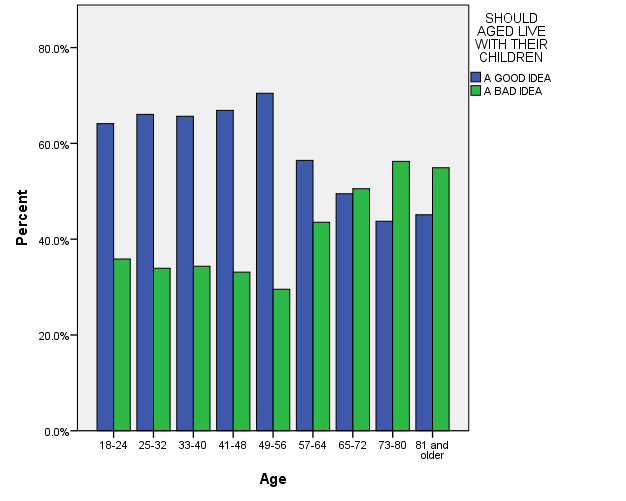 SHOULD
AGED LIVE
WITH THEIR
CHILDREN
A GOOD IDEA
A BAD IDEA
80.0%
60.0%
40.0%
20.0%
0.0%
Percent
18-24 25-32 33-40 41-48 49-56 57-64 65-72 73-80 81 and
older
Age